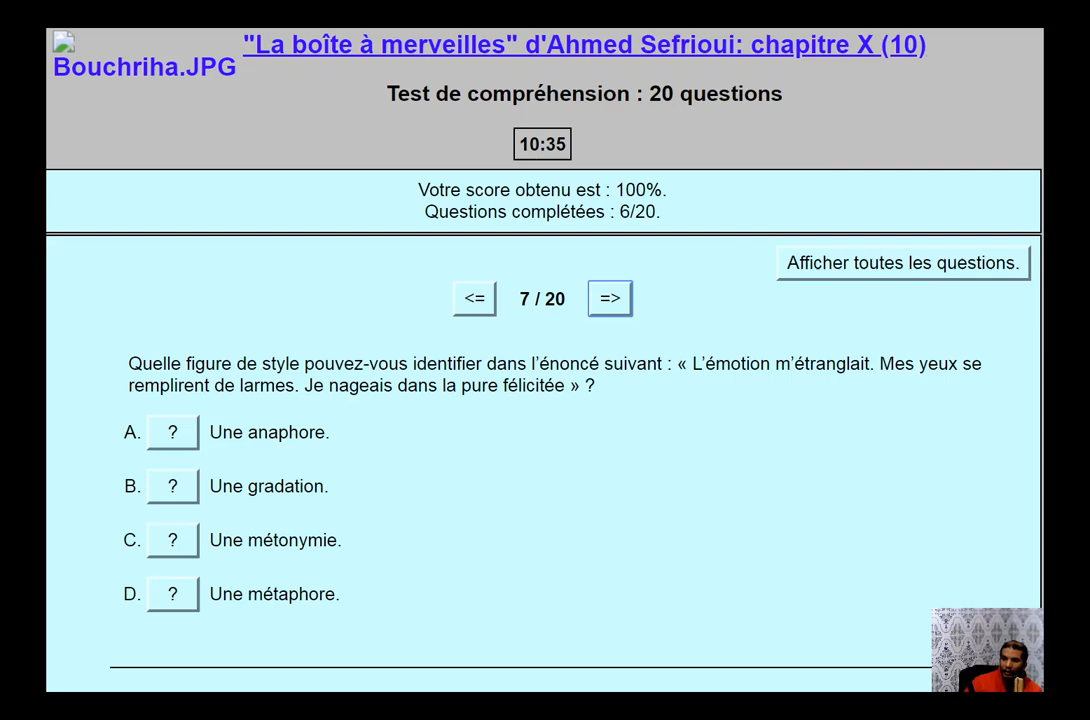 "La boîte à merveilles" d'Ahmed Sefrioui: chapitre X (10)
Bouchriha.JPG
Test de compréhension : 20 questions
10:35
Votre score obtenu est : 100%.
Questions complétées : 6/20.
Afficher toutes les questions.
<= 7 / 20 =>
Quelle figure de style pouvez-vous identifier dans l’énoncé suivant : « L’émotion m’étranglait. Mes yeux se
remplirent de larmes. Je nageais dans la pure félicitée » ?
A. ? Une anaphore.
B. ? Une gradation.
C. ? Une métonymie.
D. ? Une métaphore.